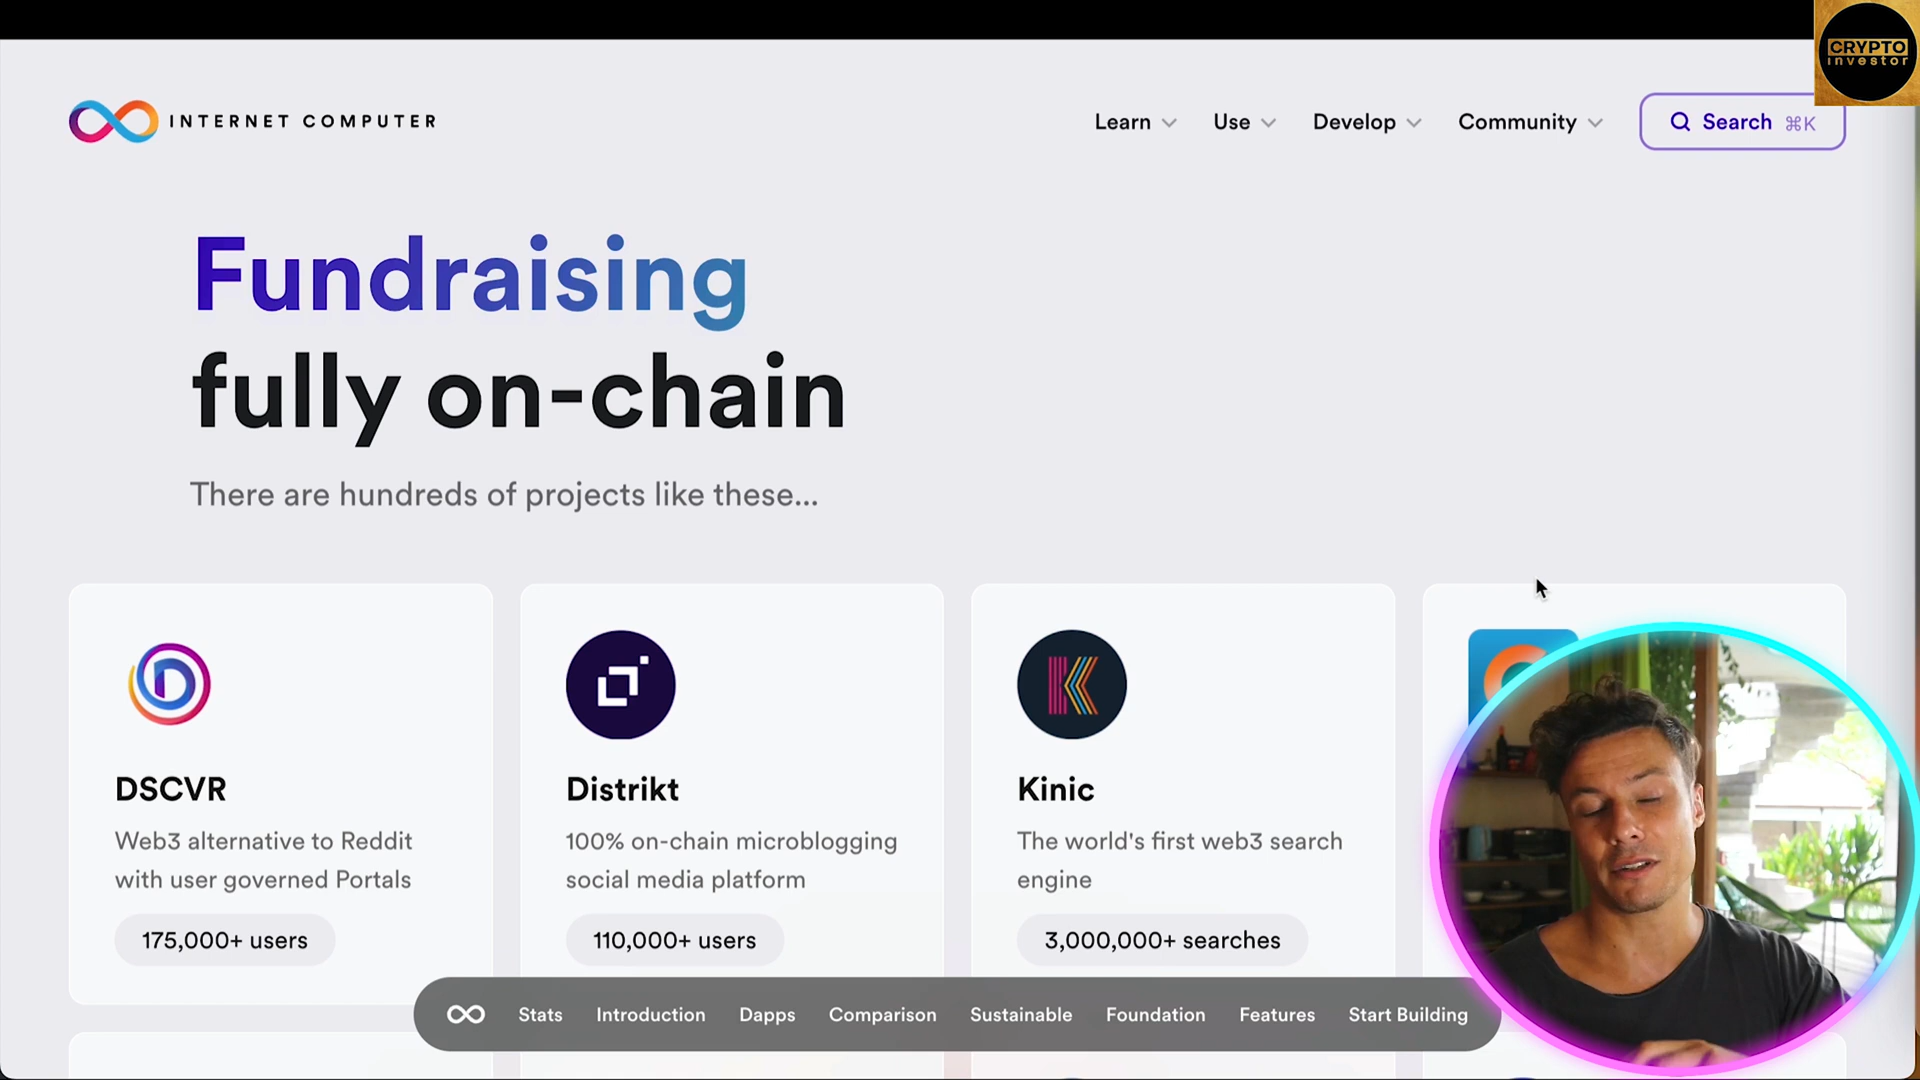 CRYPTO
investor
INTERNET COMPUTER
Learn
Use
Develop
Community
Search ⌘K
Fundraising
fully on-chain
There are hundreds of projects like these...
DSCVR
Web3 alternative to Reddit
with user governed Portals
175,000+ users
Distrikt
100% on-chain microblogging
social media platform
110,000+ users
Kinic
The world's first web3 search
engine
3,000,000+ searches
Stats
Introduction
Dapps
Comparison
Sustainable
Foundation
Features
Start Building